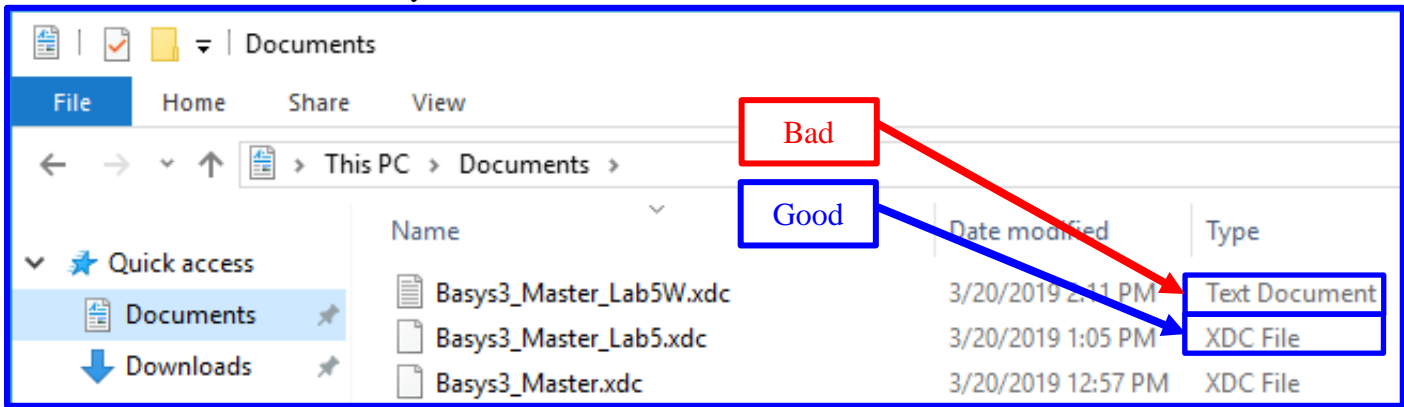 Documents
File Home Share View
Bad
This PC > Documents >
Good
Name Date modified Type
Quick access
Basys3_Master_Lab5W.xdc 3/20/2019 2:11 PM Text Document
Documents
Basys3_Master_Lab5.xdc 3/20/2019 1:05 PM XDC File
Downloads
Basys3_Master.xdc 3/20/2019 12:57 PM XDC File